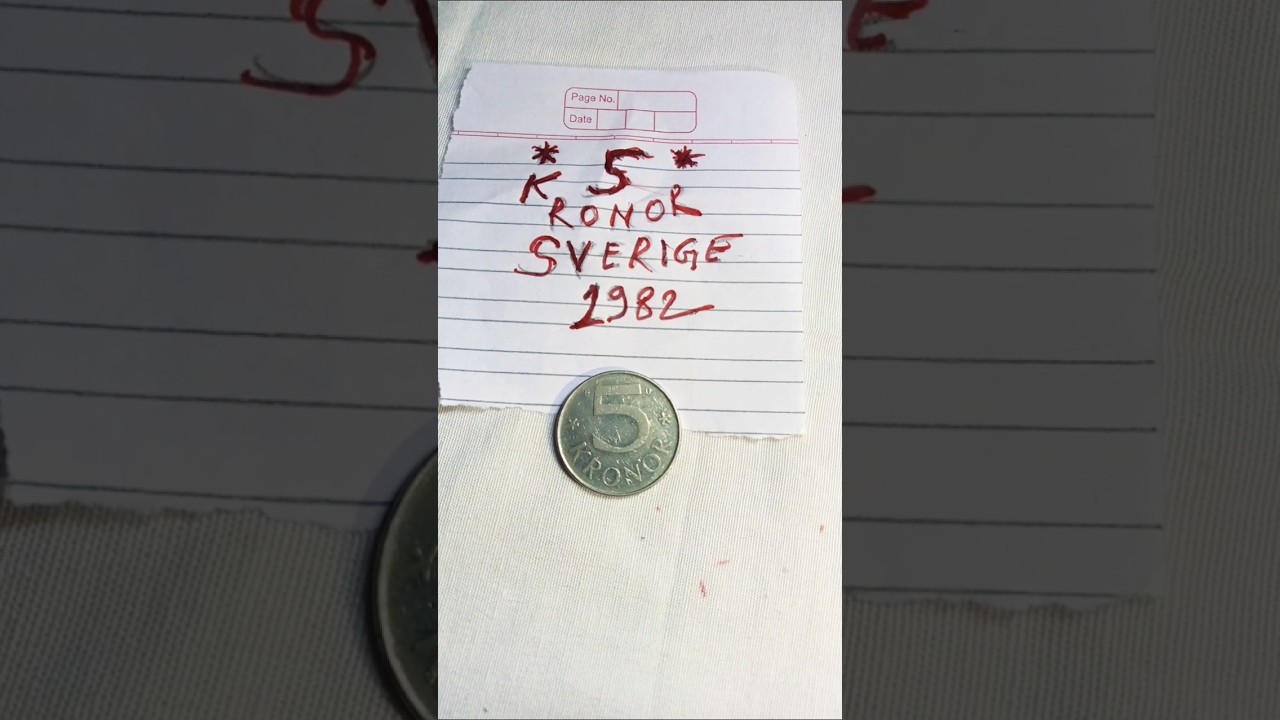 Page No.
Date
* 5 *
KRONOR
SVERIGE
1982
5
* KRONOR *